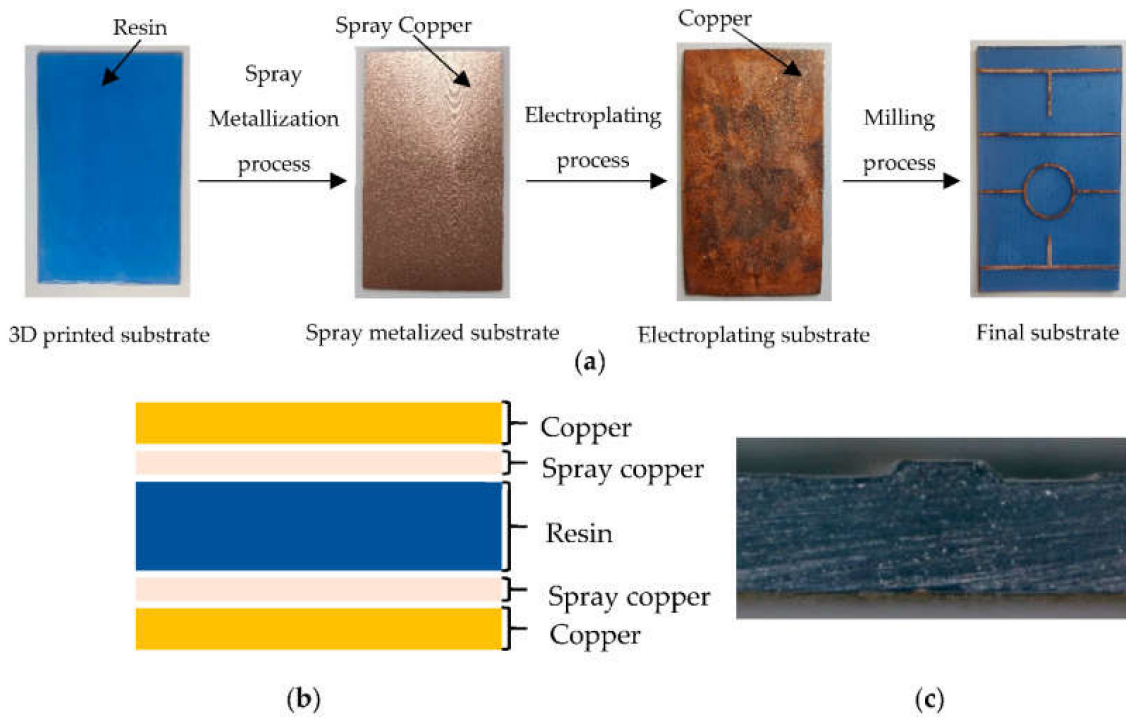 Resin
Spray Copper
Copper
Spray
Metallization
process
Electroplating
process
Milling
process
3D printed substrate
Spray metalized substrate
Electroplating substrate
Final substrate
(a)
Copper
Spray copper
Resin
Spray copper
Copper
(b)
(c)